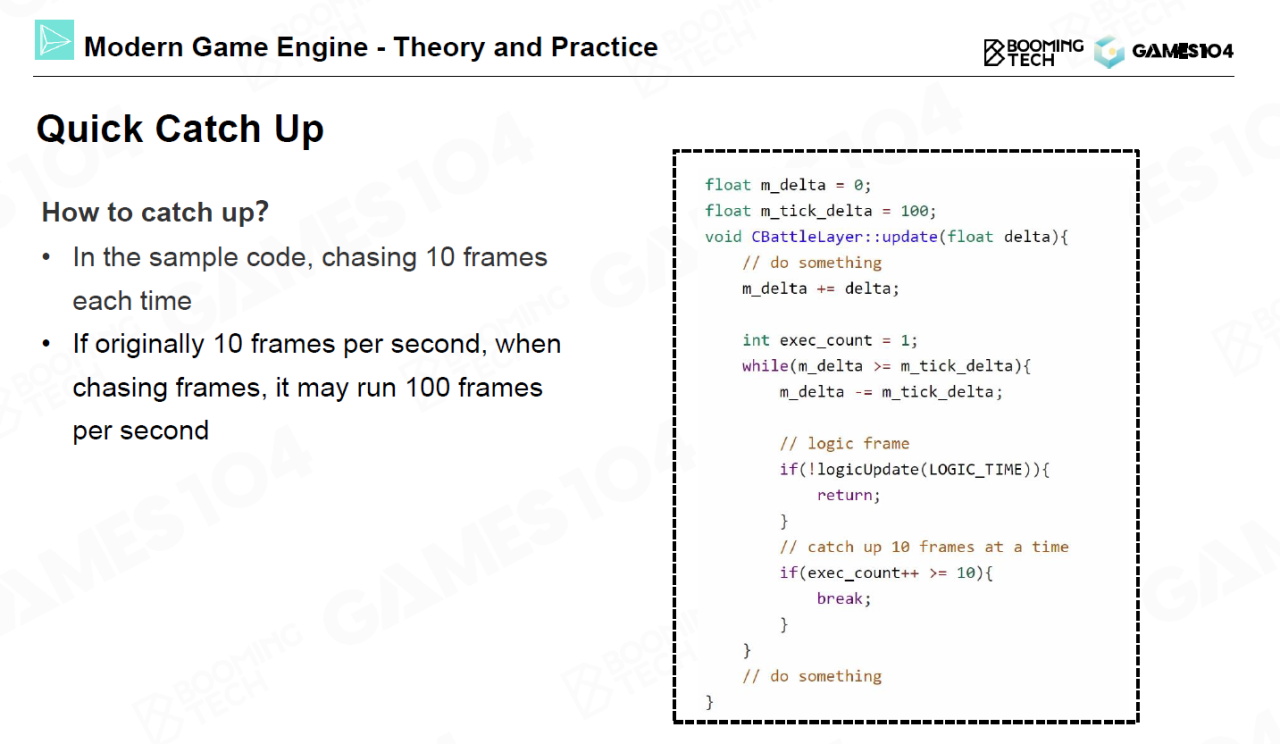 Modern Game Engine - Theory and Practice
BOOMING
TECH
GAMES104
Quick Catch Up
How to catch up?
• In the sample code, chasing 10 frames
each time
• If originally 10 frames per second, when
chasing frames, it may run 100 frames
per second
float m_delta = 0;
float m_tick_delta = 100;
void CBattleLayer::update(float delta){
    // do something
    m_delta += delta;

    int exec_count = 1;
    while(m_delta >= m_tick_delta){
        m_delta -= m_tick_delta;

        // logic frame
        if(!logicUpdate(LOGIC_TIME)){
            return;
        }
        // catch up 10 frames at a time
        if(exec_count++ >= 10){
            break;
        }
    }
    // do something
}